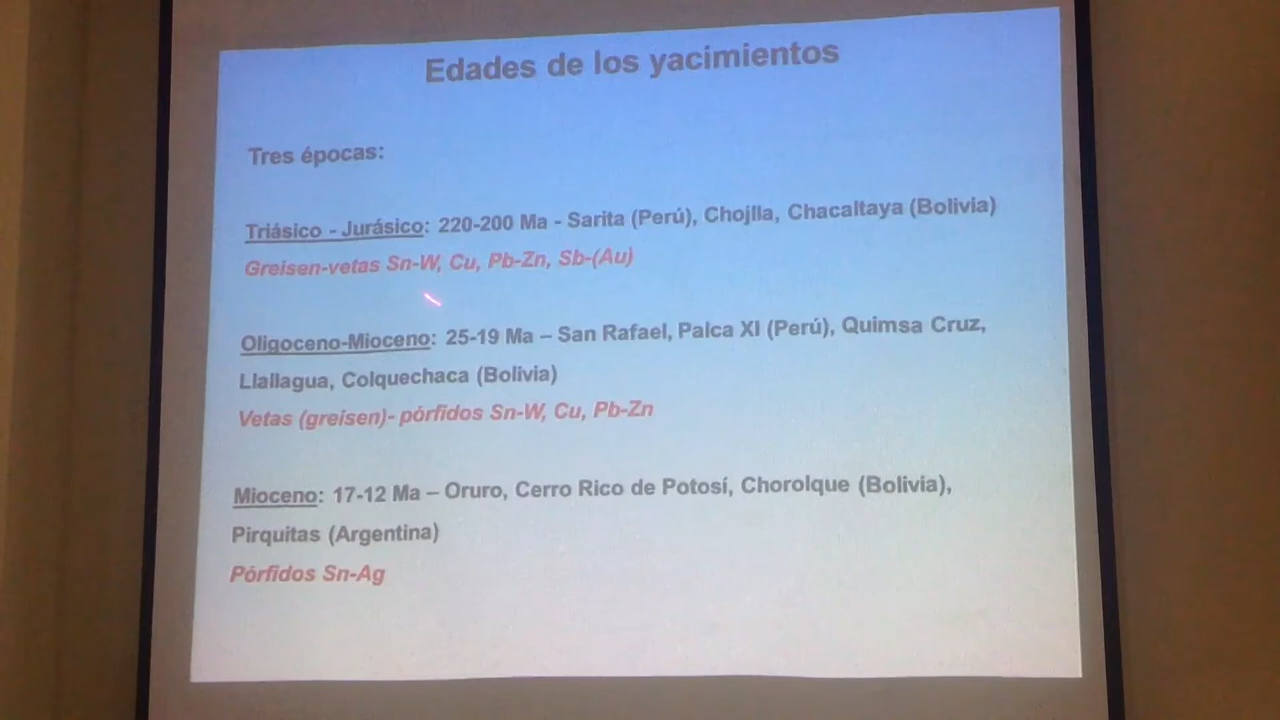 Edades de los yacimientos
Tres épocas:
Triásico - Jurásico: 220-200 Ma - Sarita (Perú), Chojlla, Chacaltaya (Bolivia)
Greisen-vetas Sn-W, Cu, Pb-Zn, Sb-(Au)
Oligoceno-Mioceno: 25-19 Ma – San Rafael, Palca XI (Perú), Quimsa Cruz,
Llallagua, Colquechaca (Bolivia)
Vetas (greisen)- pórfidos Sn-W, Cu, Pb-Zn
Mioceno: 17-12 Ma – Oruro, Cerro Rico de Potosí, Chorolque (Bolivia),
Pirquitas (Argentina)
Pórfidos Sn-Ag